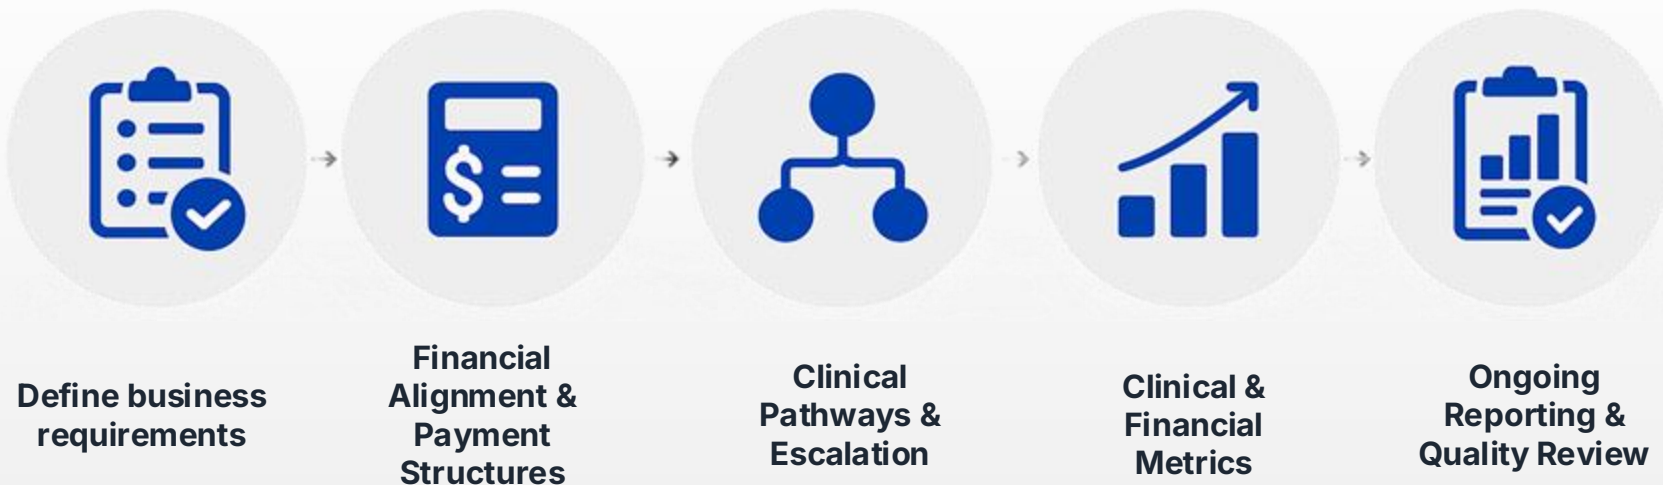 Define business
requirements
Financial
Alignment &
Payment
Structures
Clinical
Pathways &
Escalation
Clinical &
Financial
Metrics
Ongoing
Reporting &
Quality Review